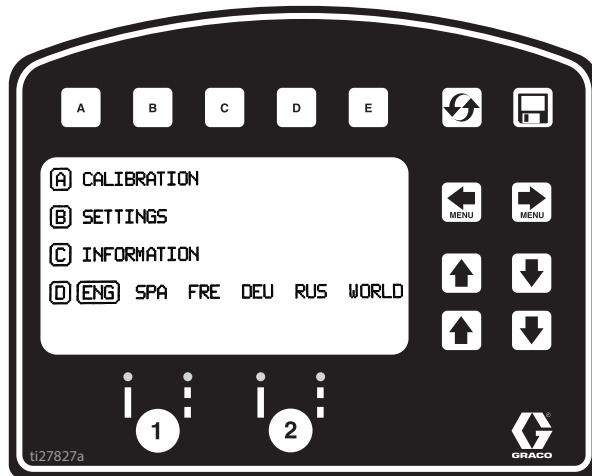 A B C D E
A CALIBRATION
MENU MENU
B SETTINGS
C INFORMATION
D ENG SPA FRE DEU RUS WORLD
1 2
ti27827a
GRACO